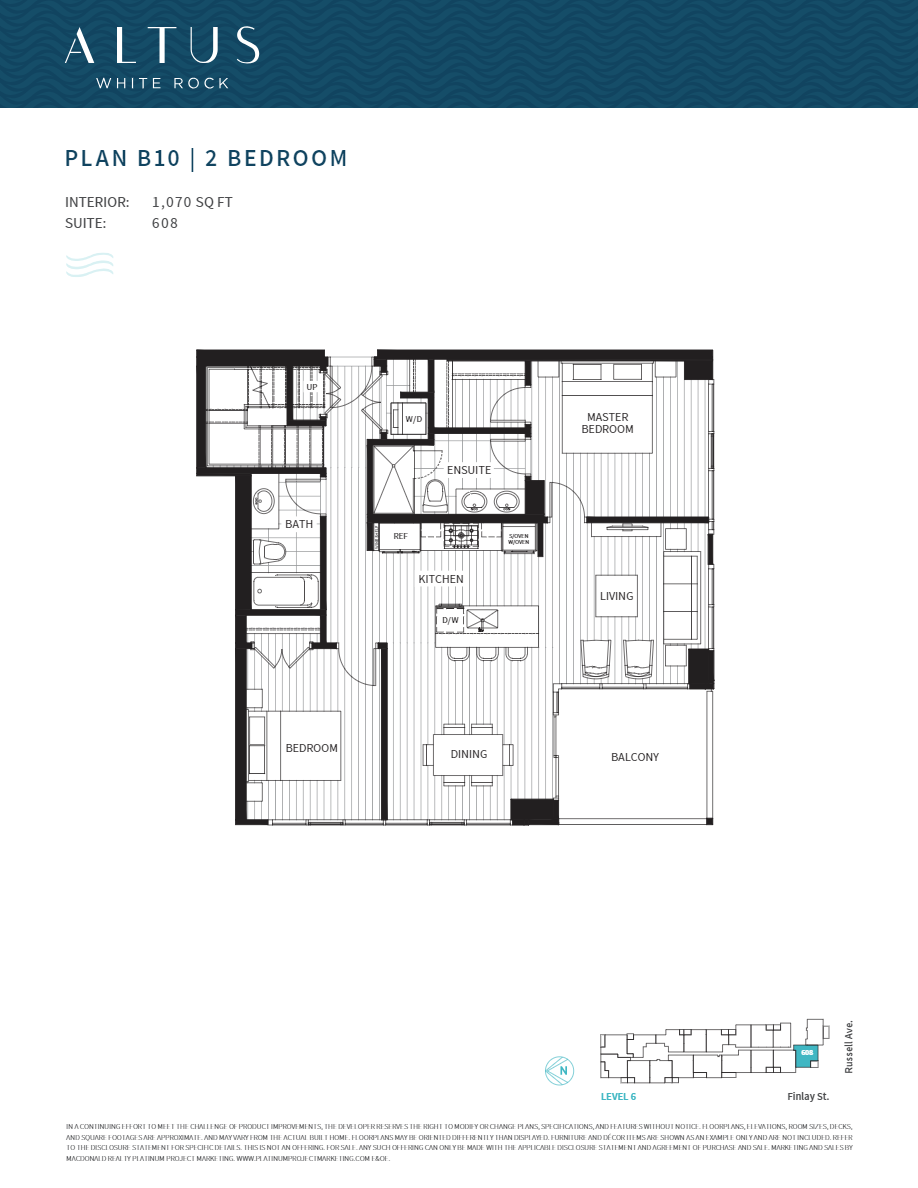 ALTUS
WHITE ROCK
PLAN B10 | 2 BEDROOM
INTERIOR: 1,070 SQ FT
SUITE: 608
UP
W/D
MASTER
BEDROOM
ENSUITE
BATH
REF
S/OVEN
W/OVEN
KITCHEN
LIVING
D/W
BEDROOM
DINING
BALCONY
608
Russell Ave.
N
LEVEL 6
Finlay St.
IN A CONTINUING EFFORT TO MEET THE CHALLENGE OF PRODUCT IMPROVEMENTS, THE DEVELOPER RESERVES THE RIGHT TO MODIFY OR CHANGE PLANS, SPECIFICATIONS, AND FEATURES WITHOUT NOTICE. FLOORPLANS, ELEVATIONS, ROOM SIZES, DECKS,
AND SQUARE FOOTAGES ARE APPROXIMATE. AND MAY VARY FROM THE ACTUAL BUILT HOME. FLOORPLANS MAY BE ORIENTED DIFFERENTLY THAN DISPLAYED. FURNITURE AND DÉCOR ITEMS ARE SHOWN AS AN EXAMPLE ONLY AND ARE NOT INCLUDED. REFER
TO THE DISCLOSURE STATEMENT FOR SPECIFIC DETAILS. THIS IS NOT AN OFFERING. FOR SALE. ANY SUCH OFFERING CAN ONLY BE MADE WITH THE APPLICABLE DISCLOSURE STATEMENT AND AGREEMENT OF PURCHASE AND SALE. MARKETING AND SALES BY
MACDONALD REALTY PLATINUM PROJECT MARKETING. WWW.PLATINUMPROJECTMARKETING.COM E&OE.